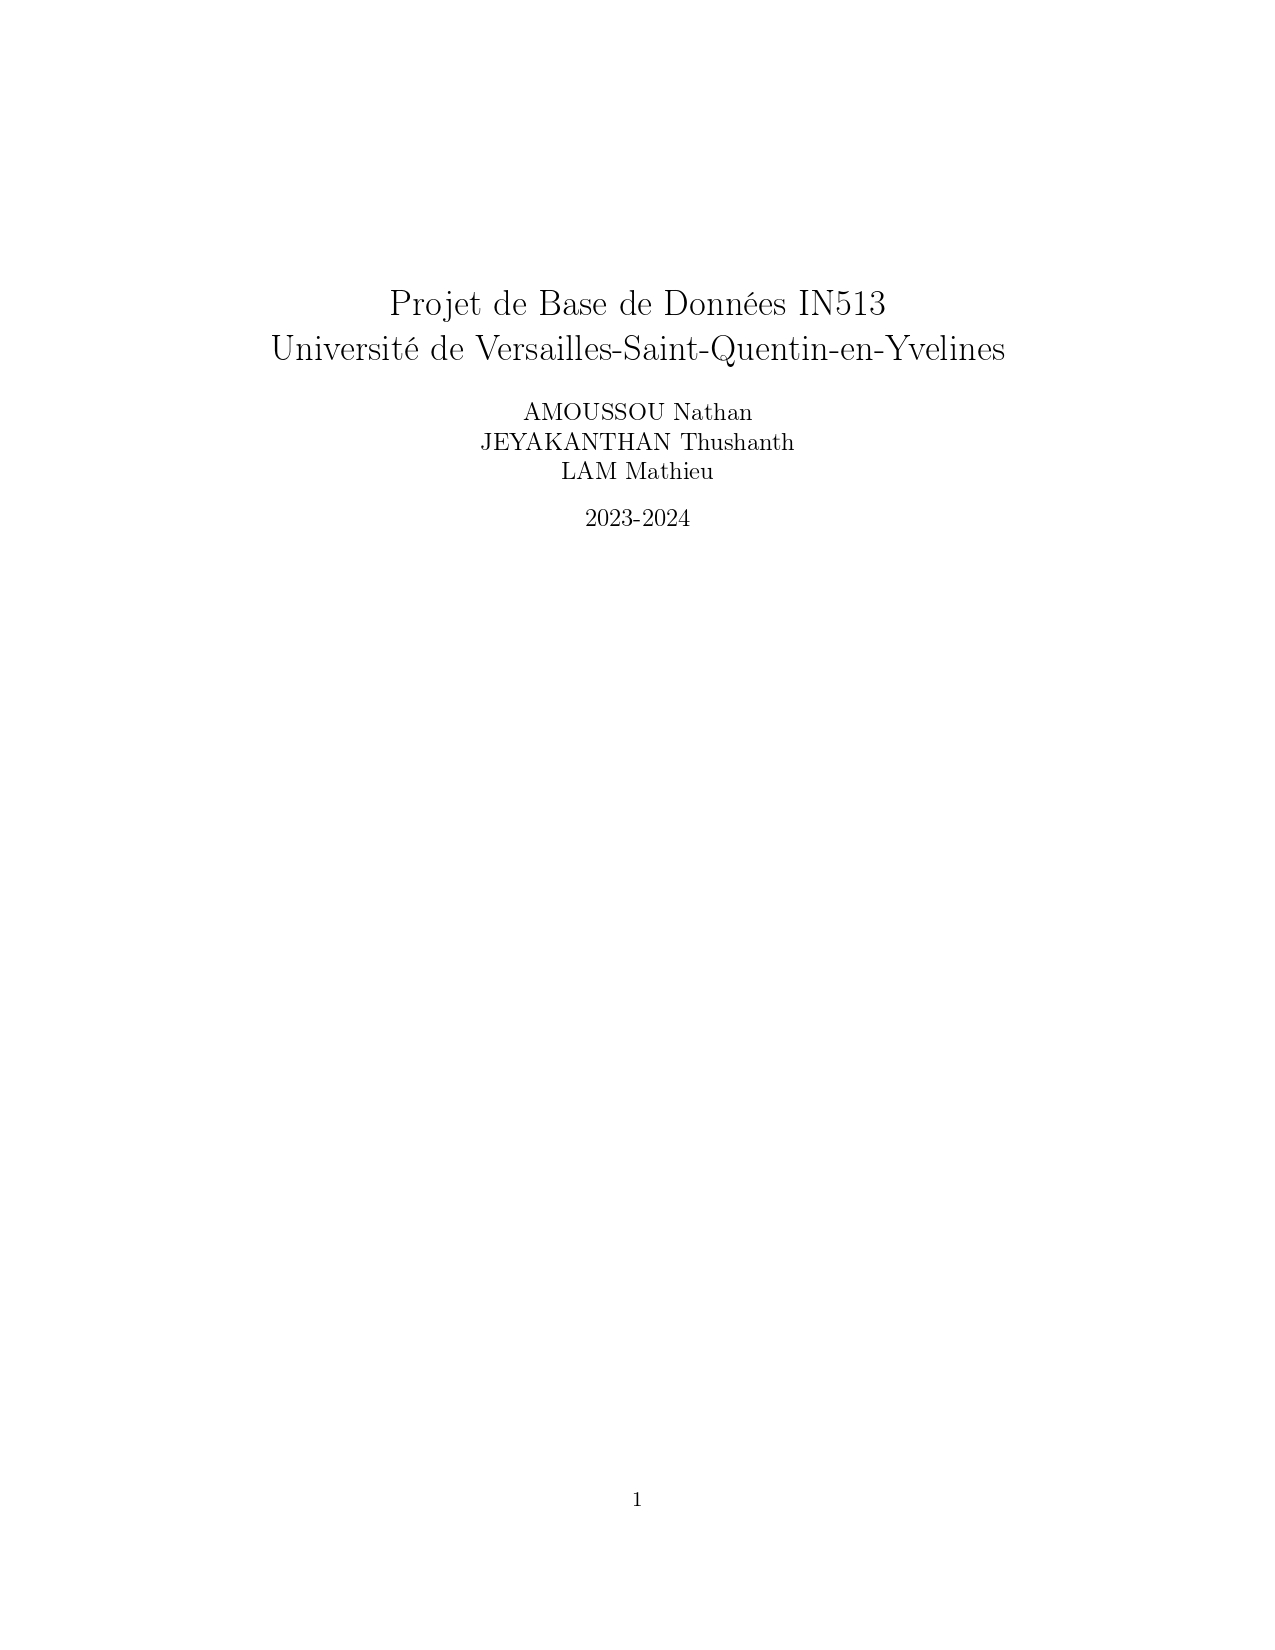 Projet de Base de Données IN513
Université de Versailles-Saint-Quentin-en-Yvelines
AMOUSSOU Nathan
JEYAKANTHAN Thushanth
LAM Mathieu
2023-2024
1